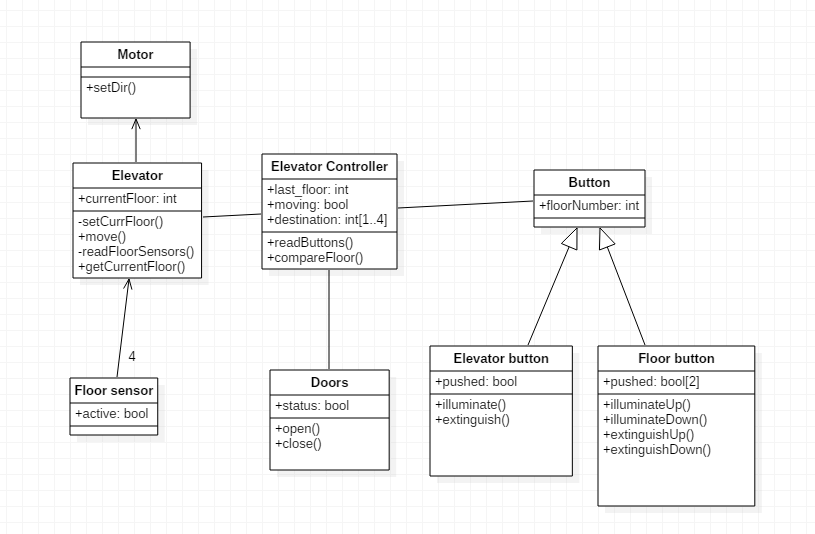 Motor
+setDir()
Elevator
+currentFloor: int
-setCurrFloor()
+move()
-readFloorSensors()
+getCurrentFloor()
Elevator Controller
+last_floor: int
+moving: bool
+destination: int[1..4]
+readButtons()
+compareFloor()
Button
+floorNumber: int
4
Floor sensor
+active: bool
Doors
+status: bool
+open()
+close()
Elevator button
+pushed: bool
+illuminate()
+extinguish()
Floor button
+pushed: bool[2]
+illuminateUp()
+illuminateDown()
+extinguishUp()
+extinguishDown()